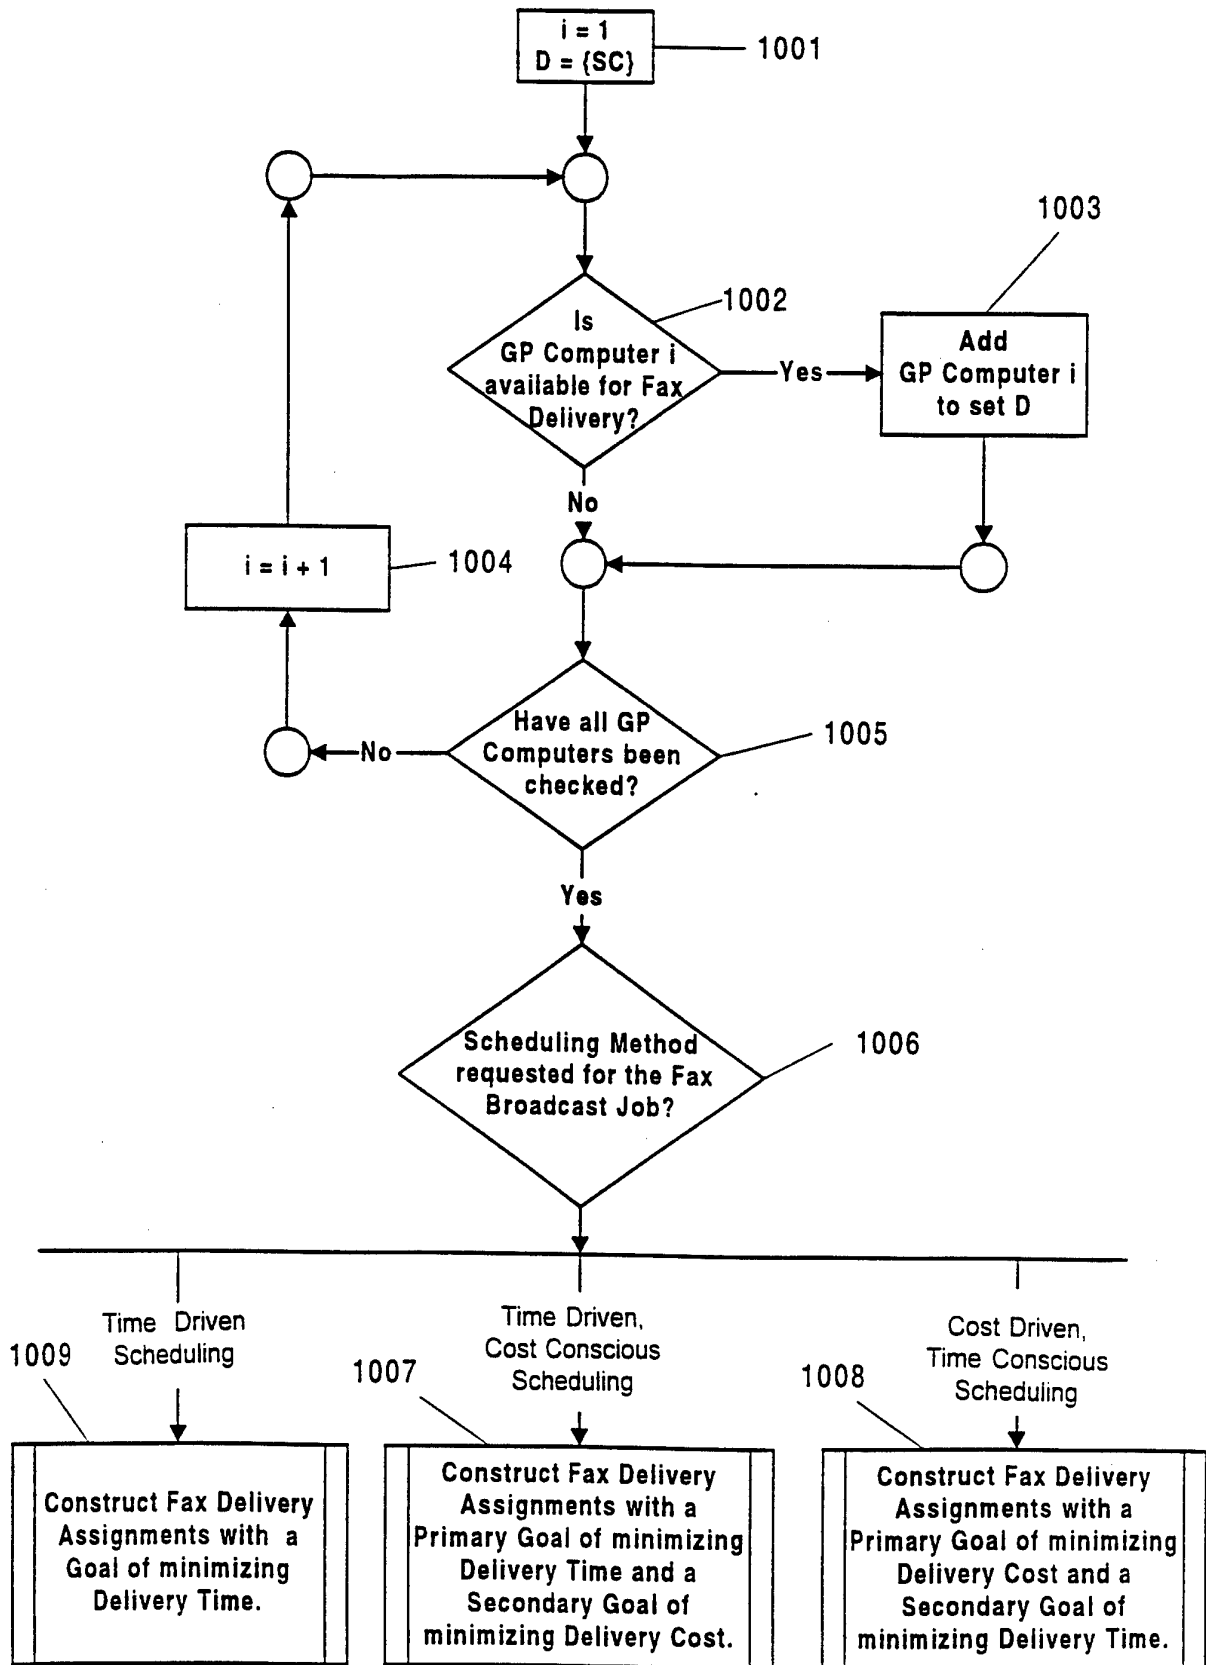 i = 1
D = {SC}
1001
1003
1002
Is
GP Computer i
available for Fax
Delivery?
Yes
Add
GP Computer i
to set D
No
i = i + 1
1004
Have all GP
Computers been
checked?
1005
No
Yes
Scheduling Method
requested for the Fax
Broadcast Job?
1006
Time Driven
Scheduling
1009
Time Driven,
Cost Conscious
Scheduling
1007
Cost Driven,
Time Conscious
Scheduling
1008
Construct Fax Delivery
Assignments with a
Goal of minimizing
Delivery Time.
Construct Fax Delivery
Assignments with a
Primary Goal of minimizing
Delivery Time and a
Secondary Goal of
minimizing Delivery Cost.
Construct Fax Delivery
Assignments with a
Primary Goal of minimizing
Delivery Cost and a
Secondary Goal of
minimizing Delivery Time.